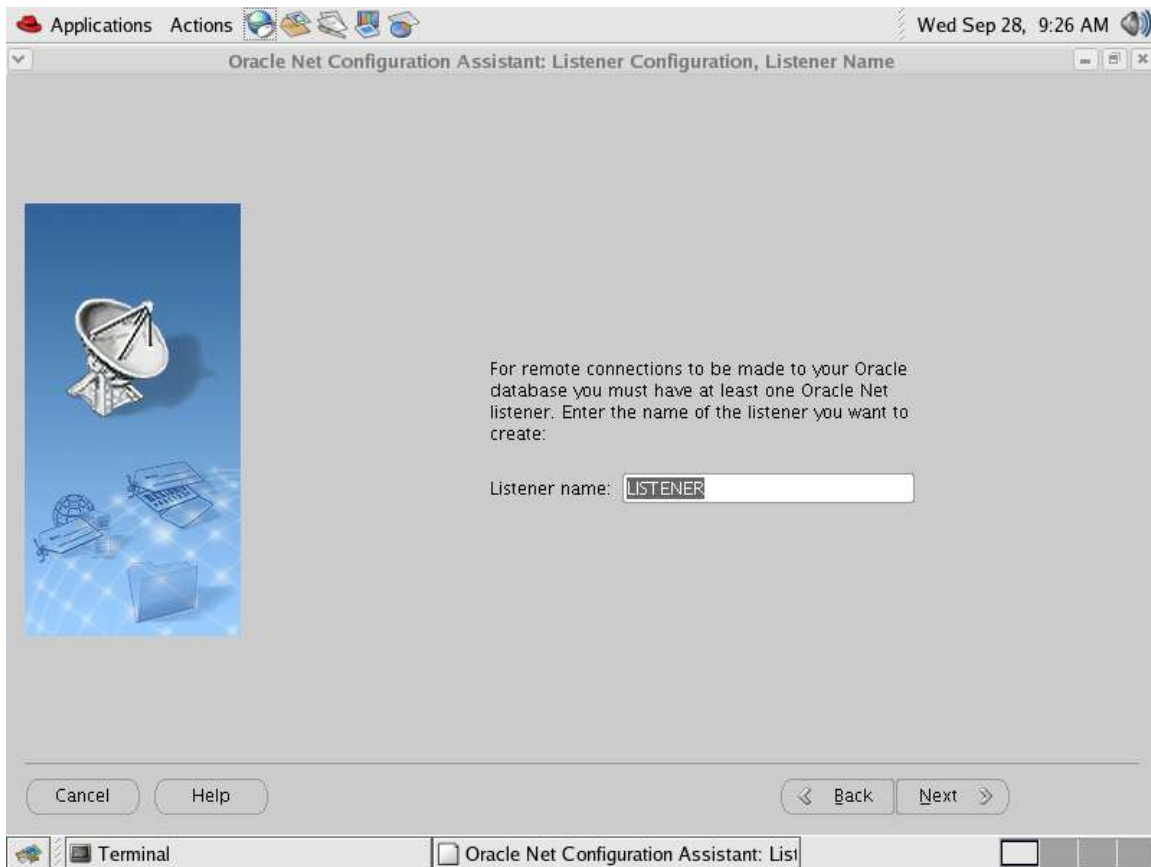 Applications Actions Wed Sep 28, 9:26 AM
Oracle Net Configuration Assistant: Listener Configuration, Listener Name
For remote connections to be made to your Oracle
database you must have at least one Oracle Net
listener. Enter the name of the listener you want to
create:
Listener name: LISTENER
Cancel Help Back Next
Terminal Oracle Net Configuration Assistant: List